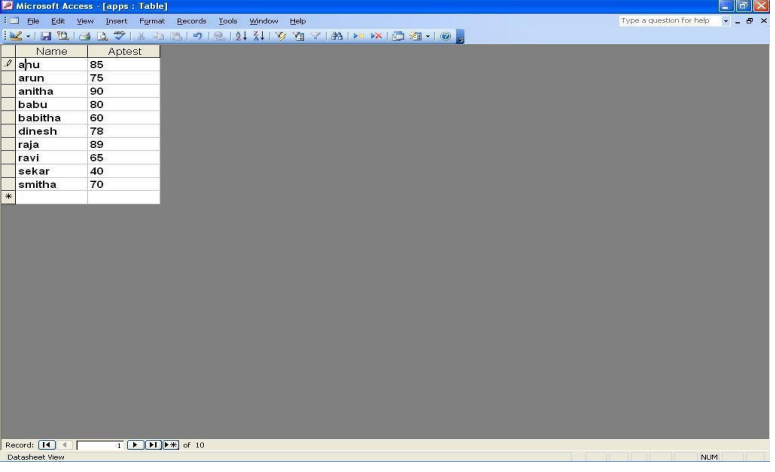 Microsoft Access - [apps : Table]
File Edit View Insert Format Records Tools Window Help Type a question for help
Name Aptest
anu 85
arun 75
anitha 90
babu 80
babitha 60
dinesh 78
raja 89
ravi 65
sekar 40
smitha 70
Record: 1 of 10
Datasheet View NUM